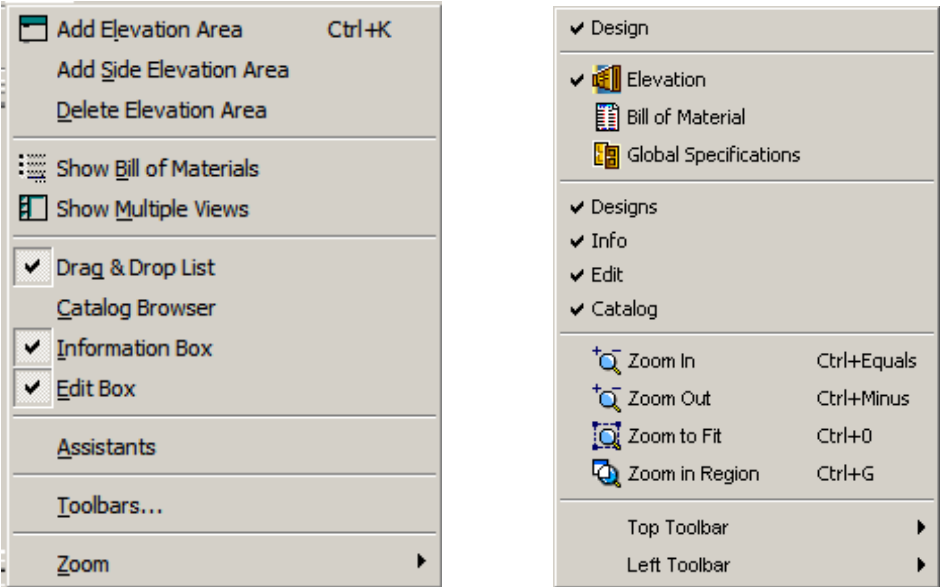 Add Elevation Area Ctrl+K
Add Side Elevation Area
Delete Elevation Area
Show Bill of Materials
Show Multiple Views
Drag & Drop List
Catalog Browser
Information Box
Edit Box
Assistants
Toolbars...
Zoom
Design
Elevation
Bill of Material
Global Specifications
Designs
Info
Edit
Catalog
Zoom In Ctrl+Equals
Zoom Out Ctrl+Minus
Zoom to Fit Ctrl+0
Zoom in Region Ctrl+G
Top Toolbar
Left Toolbar